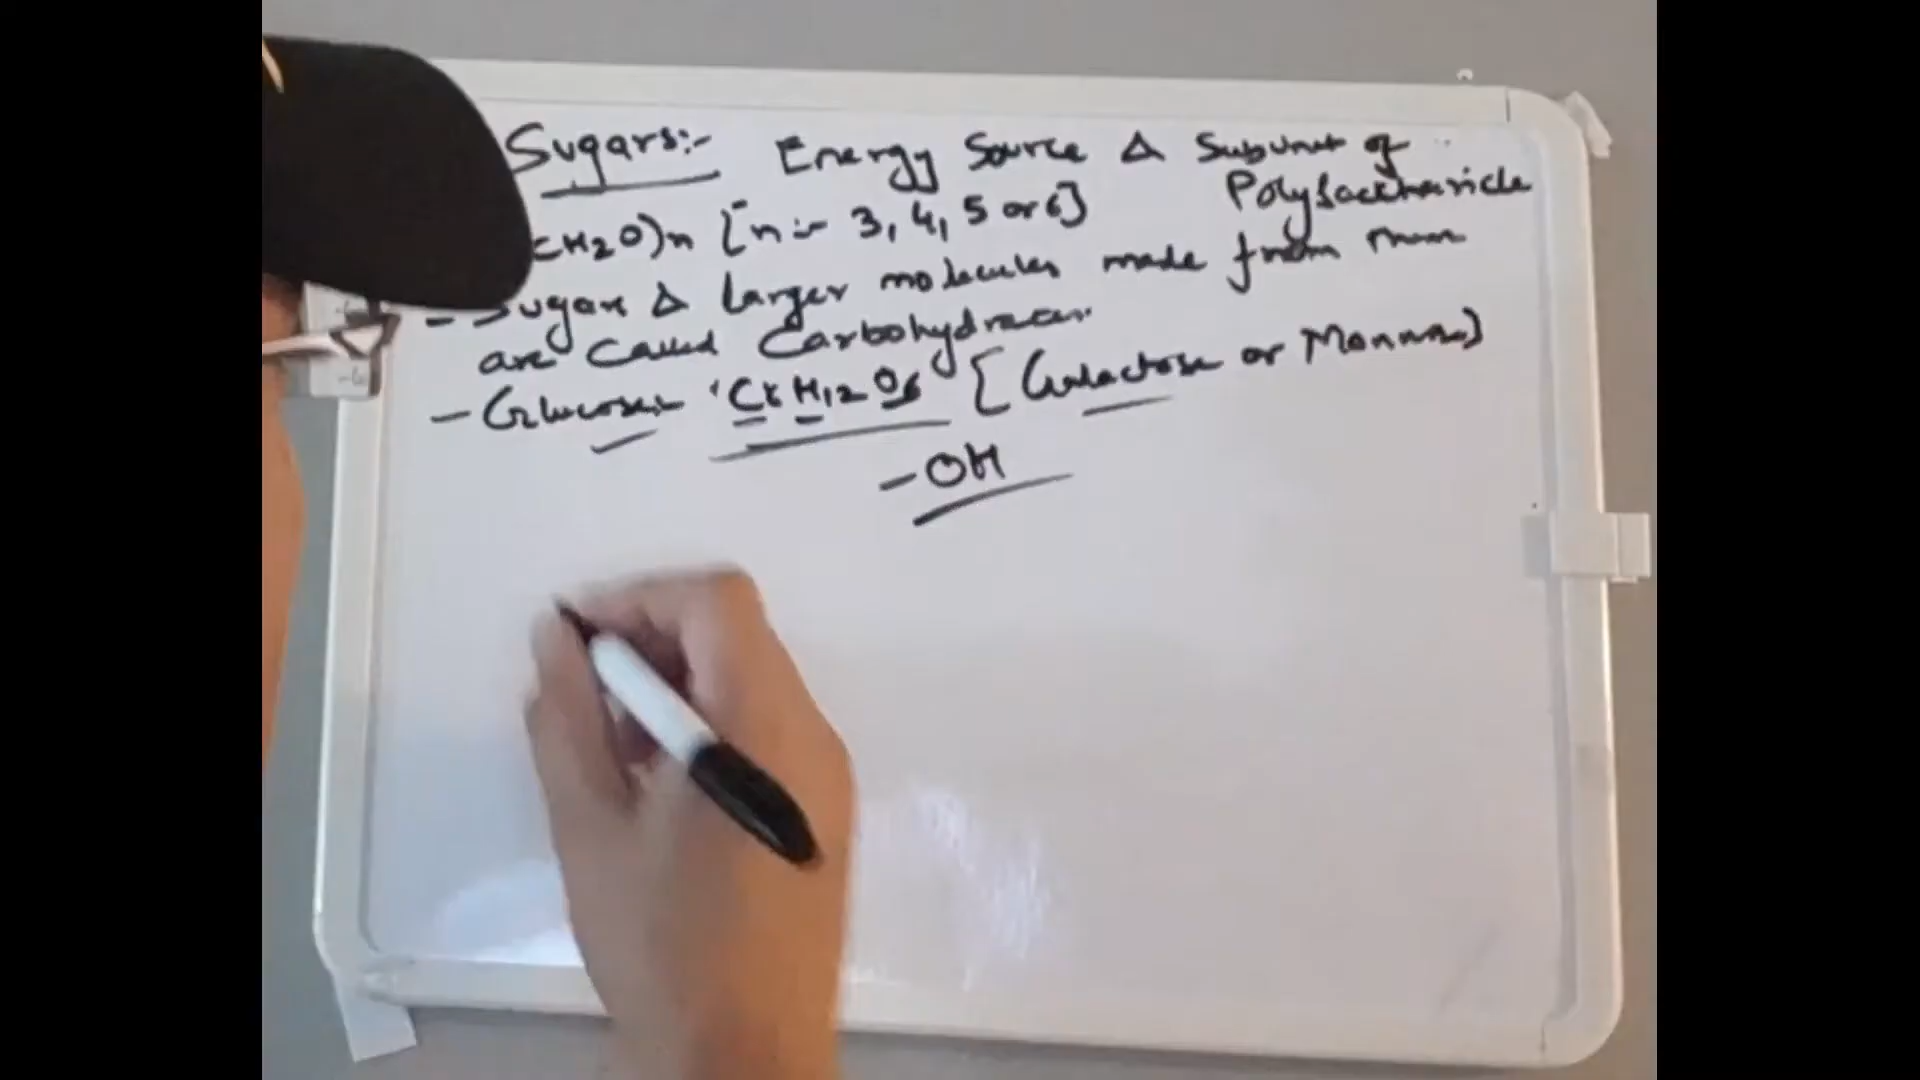 Sugars:- Energy Source & Subunit of
Polysaccharide
CH2O)n [n:- 3, 4, 5 or 6]
- Sugar & Larger molecules made from them
are Called Carbohydrates.
- Glucose:- C6H12O6 [Galactose or Mannose]
-OH